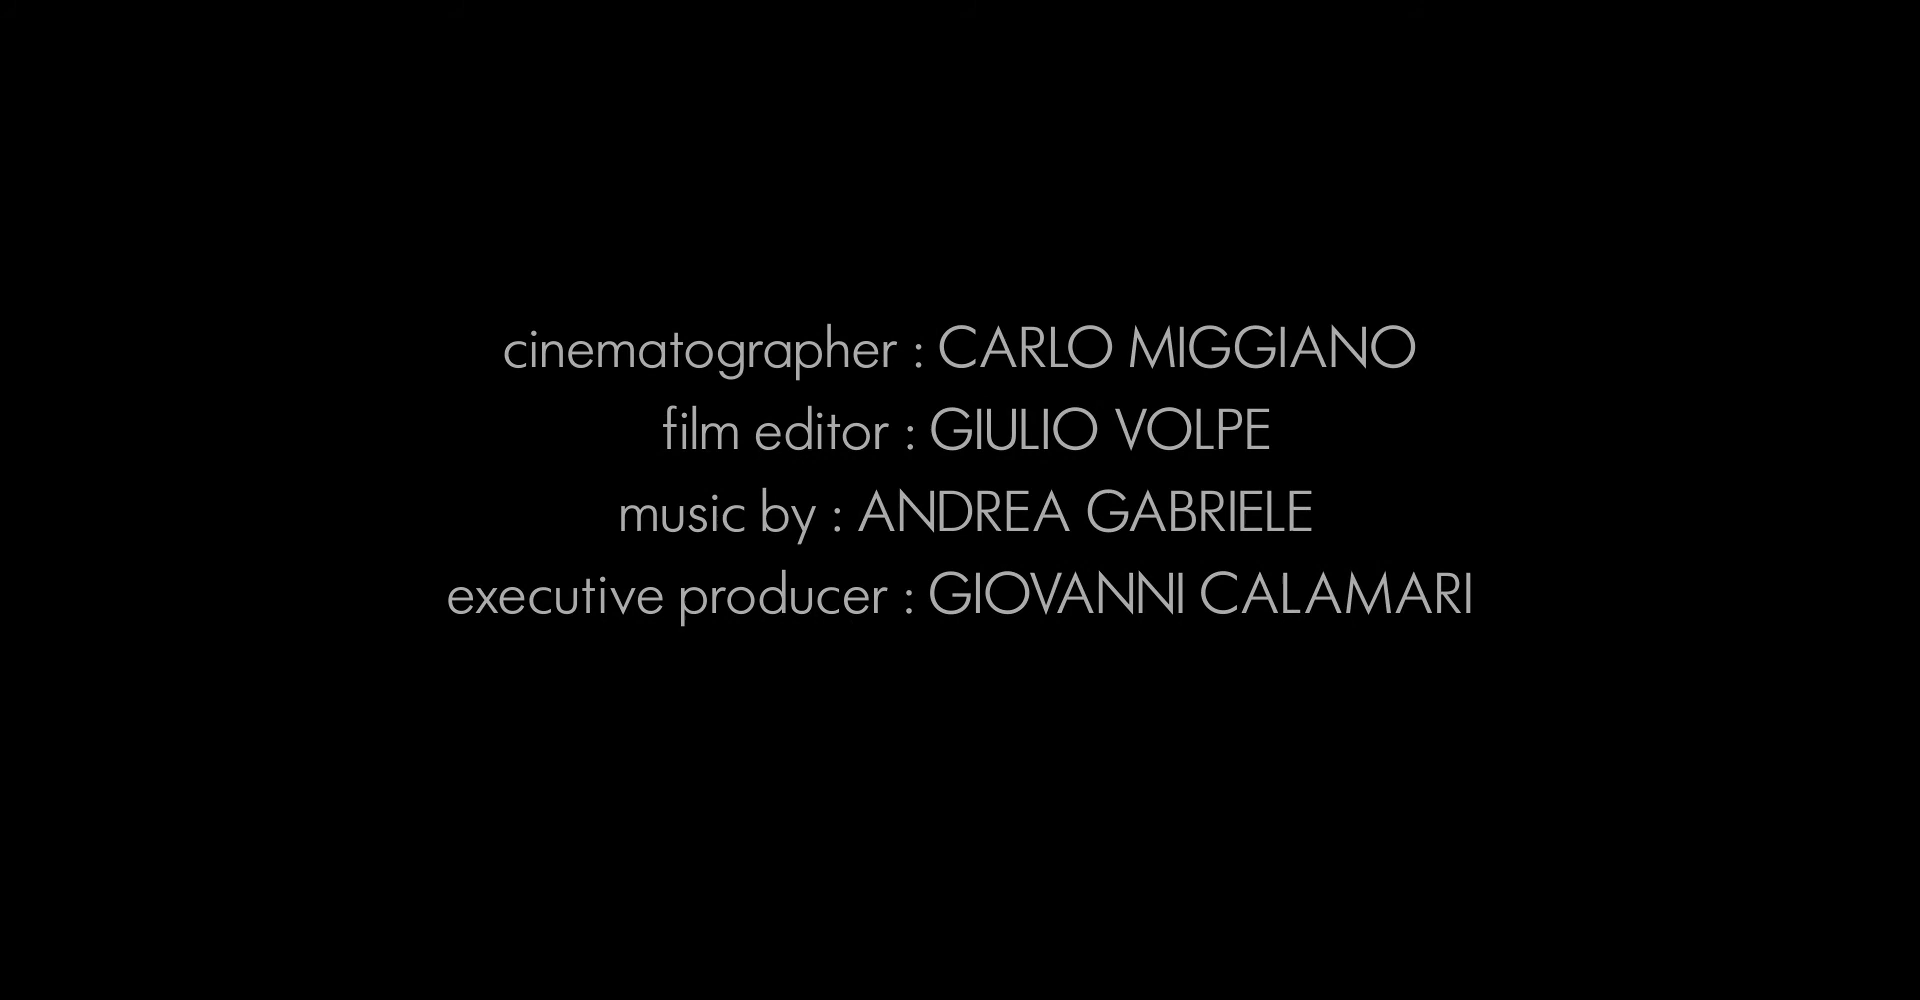 cinematographer : CARLO MIGGIANO
film editor : GIULIO VOLPE
music by : ANDREA GABRIELE
executive producer : GIOVANNI CALAMARI